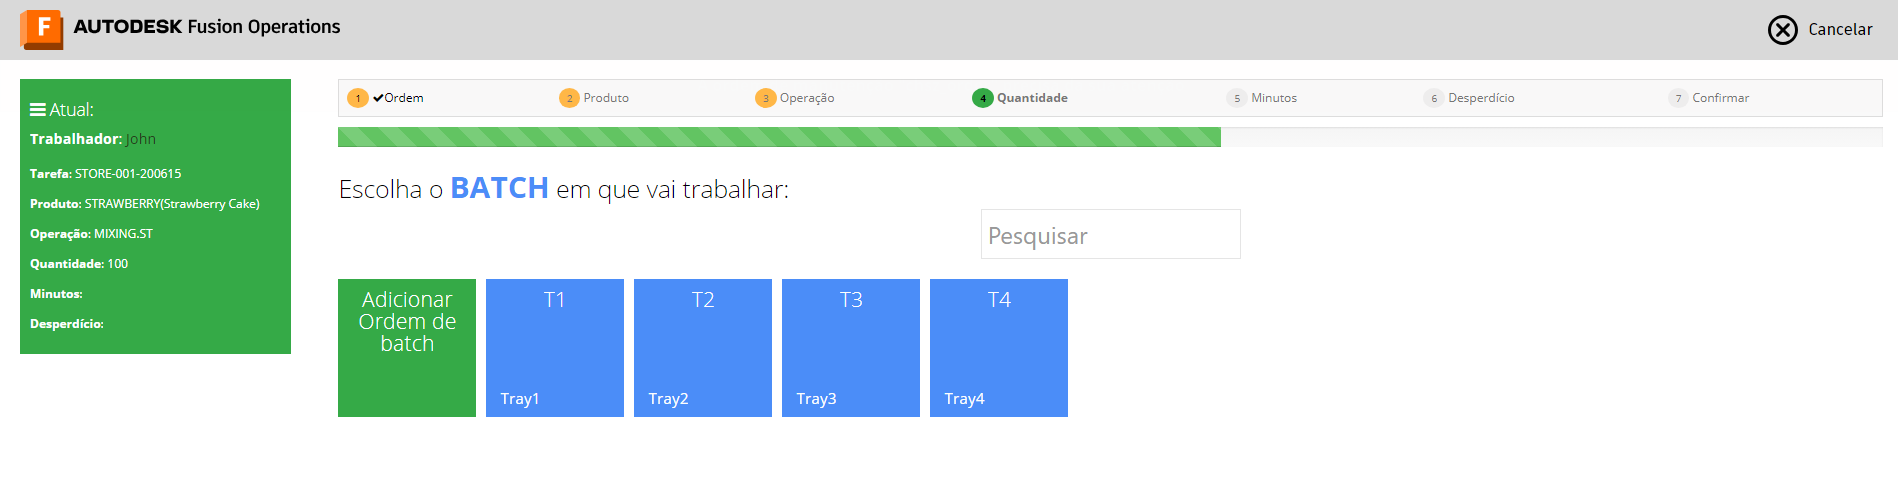 F AUTODESK Fusion Operations
Cancelar
Atual:
Trabalhador: John
Tarefa: STORE-001-200615
Produto: STRAWBERRY(Strawberry Cake)
Operação: MIXING.ST
Quantidade: 100
Minutos:
Desperdício:
1 Ordem
2 Produto
3 Operação
4 Quantidade
5 Minutos
6 Desperdício
7 Confirmar
Escolha o BATCH em que vai trabalhar:
Pesquisar
Adicionar
Ordem de
batch
T1
Tray1
T2
Tray2
T3
Tray3
T4
Tray4